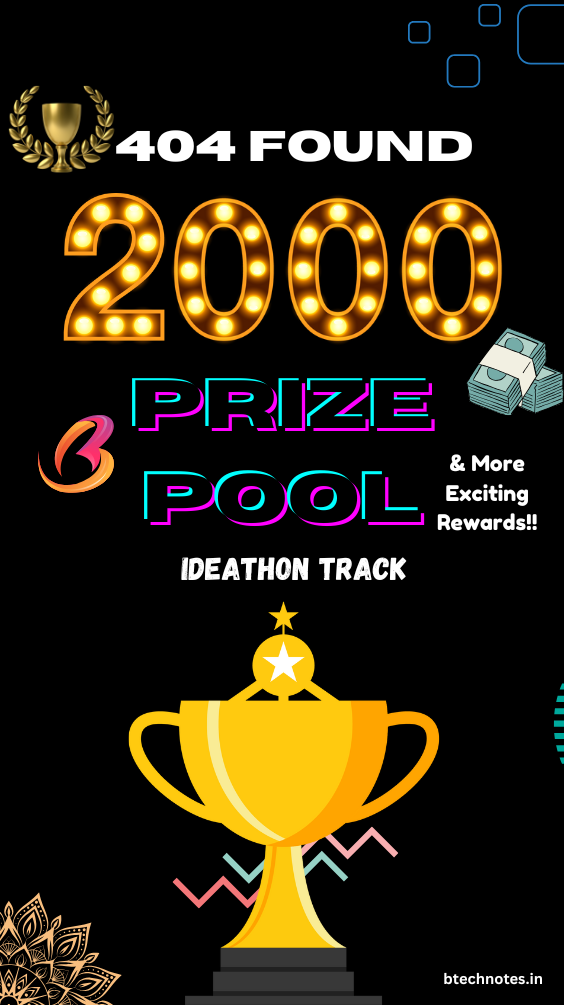 404 FOUND
2000
PRIZE
POOL
& More
Exciting
Rewards!!
IDEATHON TRACK
btechnotes.in